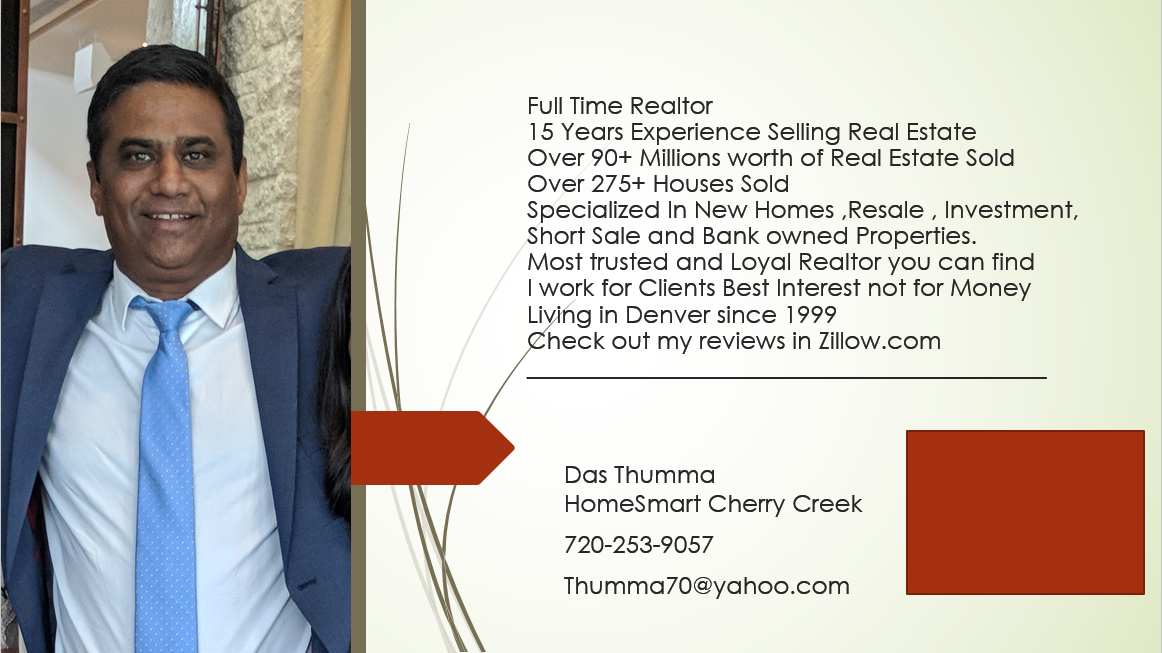 Full Time Realtor
15 Years Experience Selling Real Estate
Over 90+ Millions worth of Real Estate Sold
Over 275+ Houses Sold
Specialized In New Homes ,Resale , Investment,
Short Sale and Bank owned Properties.
Most trusted and Loyal Realtor you can find
I work for Clients Best Interest not for Money
Living in Denver since 1999
Check out my reviews in Zillow.com
Das Thumma
HomeSmart Cherry Creek
720-253-9057
Thumma70@yahoo.com